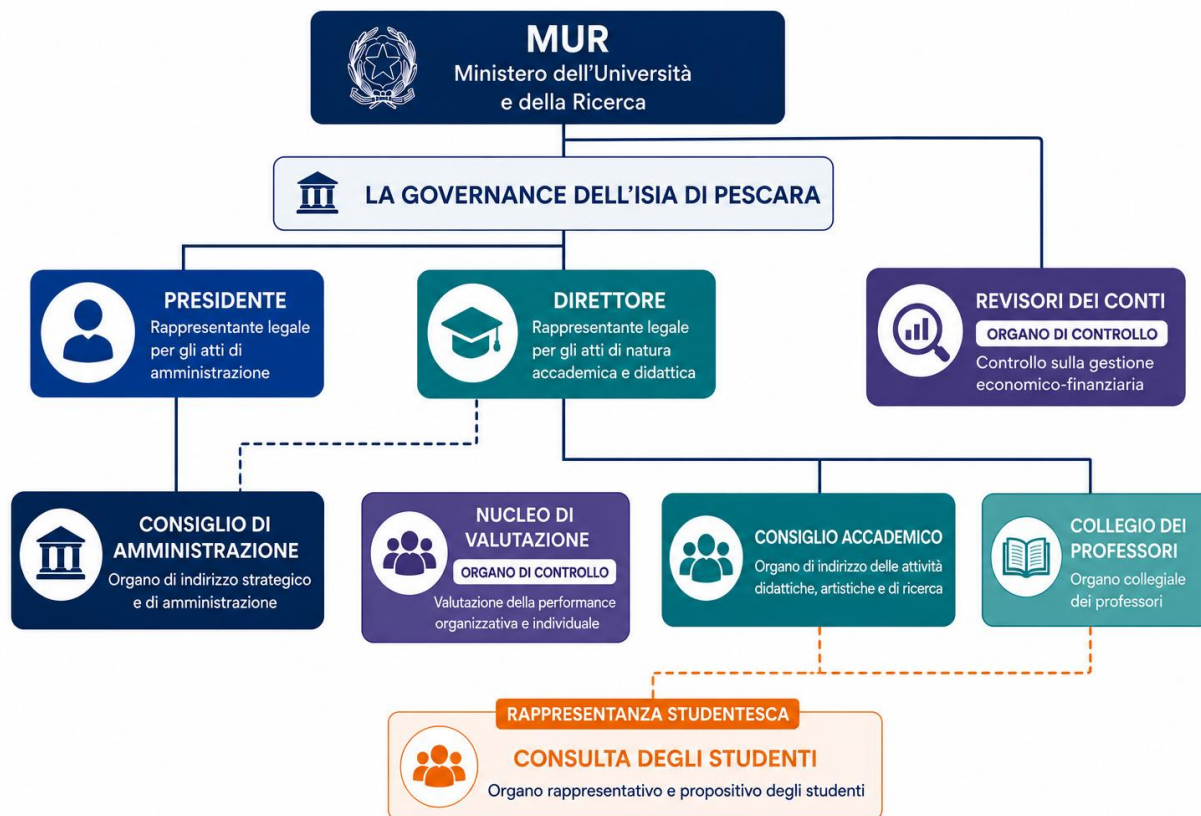 MUR
Ministero dell'Università
e della Ricerca
LA GOVERNANCE DELL'ISIA DI PESCARA
PRESIDENTE
Rappresentante legale
per gli atti di
amministrazione
DIRETTORE
Rappresentante legale
per gli atti di natura
accademica e didattica
REVISORI DEI CONTI
ORGANO DI CONTROLLO
Controllo sulla gestione
economico-finanziaria
CONSIGLIO DI
AMMINISTRAZIONE
Organo di indirizzo strategico
e di amministrazione
NUCLEO DI
VALUTAZIONE
ORGANO DI CONTROLLO
Valutazione della performance
organizzativa e individuale
CONSIGLIO ACCADEMICO
Organo di indirizzo delle attività
didattiche, artistiche e di ricerca
COLLEGIO DEI
PROFESSORI
Organo collegiale
dei professori
RAPPRESENTANZA STUDENTESCA
CONSULTA DEGLI STUDENTI
Organo rappresentativo e propositivo degli studenti